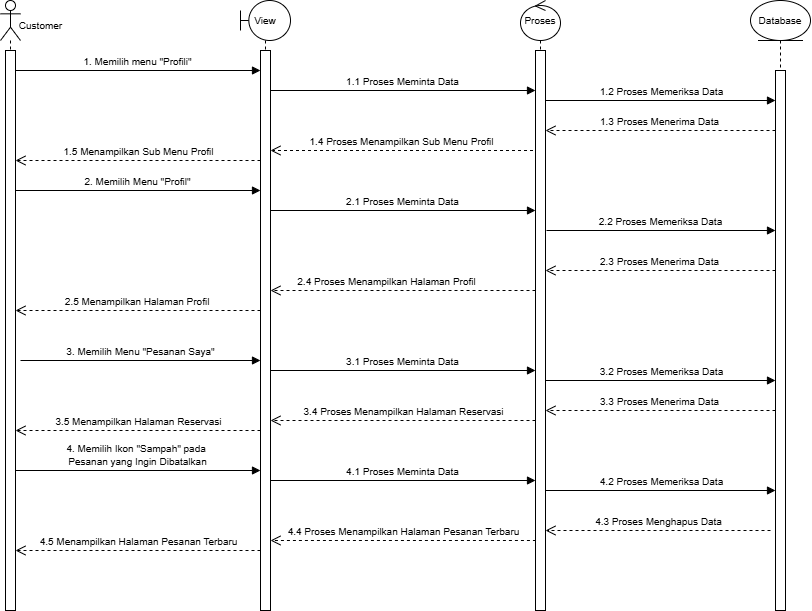 Customer
View
Proses
Database
1. Memilih menu "Profili"
1.1 Proses Meminta Data
1.2 Proses Memeriksa Data
1.3 Proses Menerima Data
1.4 Proses Menampilkan Sub Menu Profil
1.5 Menampilkan Sub Menu Profil
2. Memilih Menu "Profil"
2.1 Proses Meminta Data
2.2 Proses Memeriksa Data
2.3 Proses Menerima Data
2.4 Proses Menampilkan Halaman Profil
2.5 Menampilkan Halaman Profil
3. Memilih Menu "Pesanan Saya"
3.1 Proses Meminta Data
3.2 Proses Memeriksa Data
3.3 Proses Menerima Data
3.4 Proses Menampilkan Halaman Reservasi
3.5 Menampilkan Halaman Reservasi
4. Memilih Ikon "Sampah" pada
Pesanan yang Ingin Dibatalkan
4.1 Proses Meminta Data
4.2 Proses Memeriksa Data
4.3 Proses Menghapus Data
4.4 Proses Menampilkan Halaman Pesanan Terbaru
4.5 Menampilkan Halaman Pesanan Terbaru